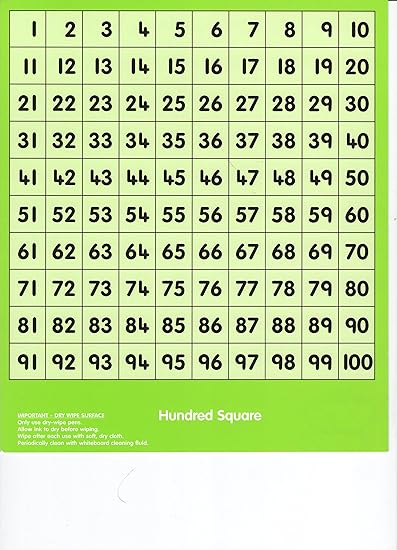 1 2 3 4 5 6 7 8 9 10
11 12 13 14 15 16 17 18 19 20
21 22 23 24 25 26 27 28 29 30
31 32 33 34 35 36 37 38 39 40
41 42 43 44 45 46 47 48 49 50
51 52 53 54 55 56 57 58 59 60
61 62 63 64 65 66 67 68 69 70
71 72 73 74 75 76 77 78 79 80
81 82 83 84 85 86 87 88 89 90
91 92 93 94 95 96 97 98 99 100
Hundred Square
IMPORTANT - DRY WIPE SURFACE
Only use dry-wipe pens.
Allow ink to dry before wiping.
Wipe after each use with soft, dry cloth.
Periodically clean with whiteboard cleaning fluid.